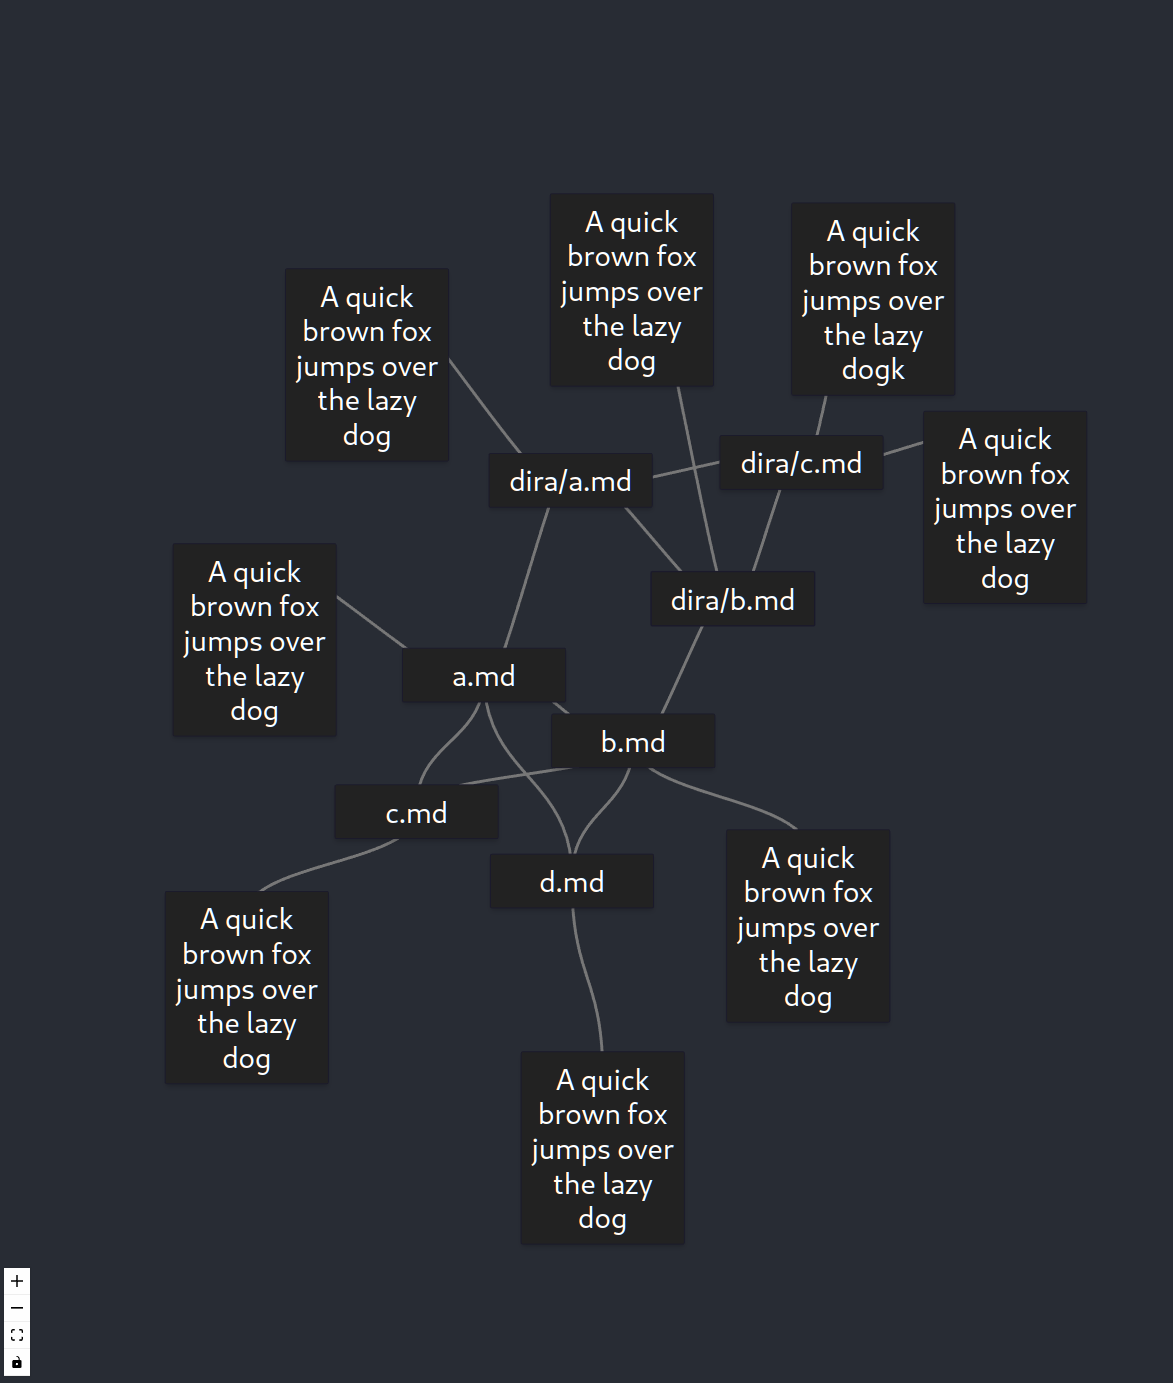 A quick
brown fox
jumps over
the lazy
dog
A quick
brown fox
jumps over
the lazy
dogk
A quick
brown fox
jumps over
the lazy
dog
dira/a.md
dira/c.md
A quick
brown fox
jumps over
the lazy
dog
A quick
brown fox
jumps over
the lazy
dog
dira/b.md
a.md
b.md
c.md
d.md
A quick
brown fox
jumps over
the lazy
dog
A quick
brown fox
jumps over
the lazy
dog
A quick
brown fox
jumps over
the lazy
dog